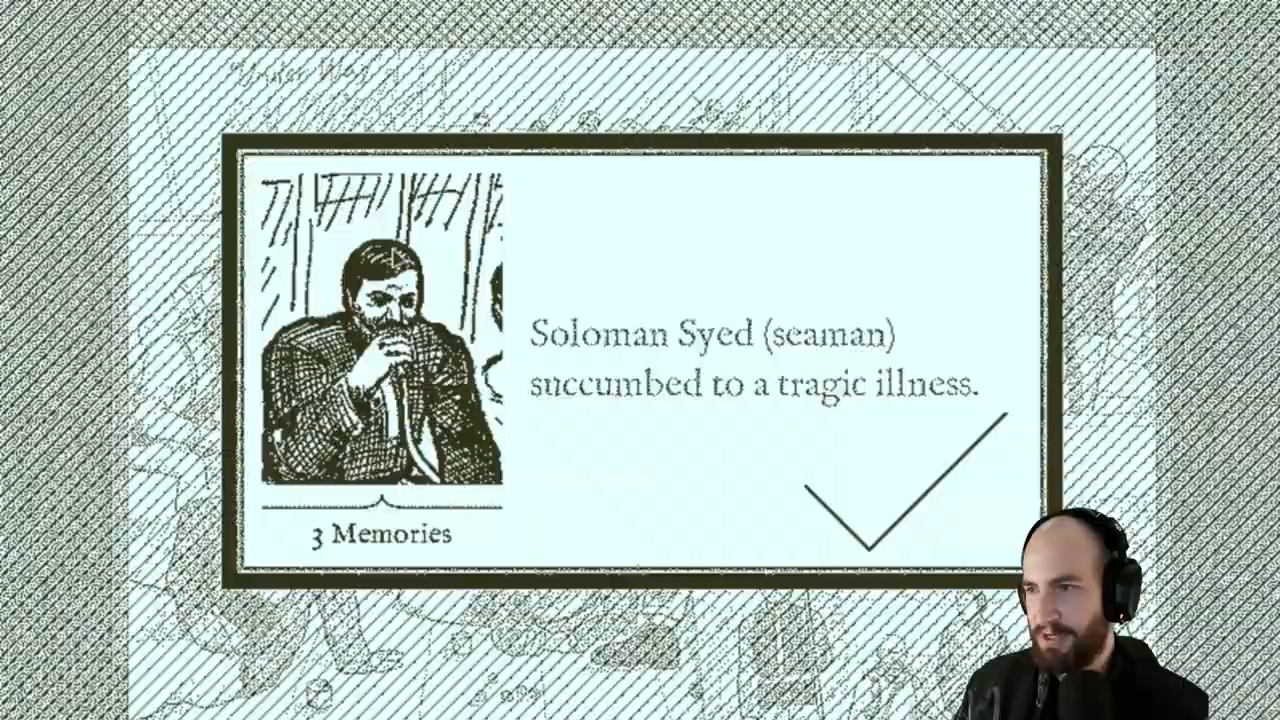 Soloman Syed (seaman)
succumbed to a tragic illness.
3 Memories